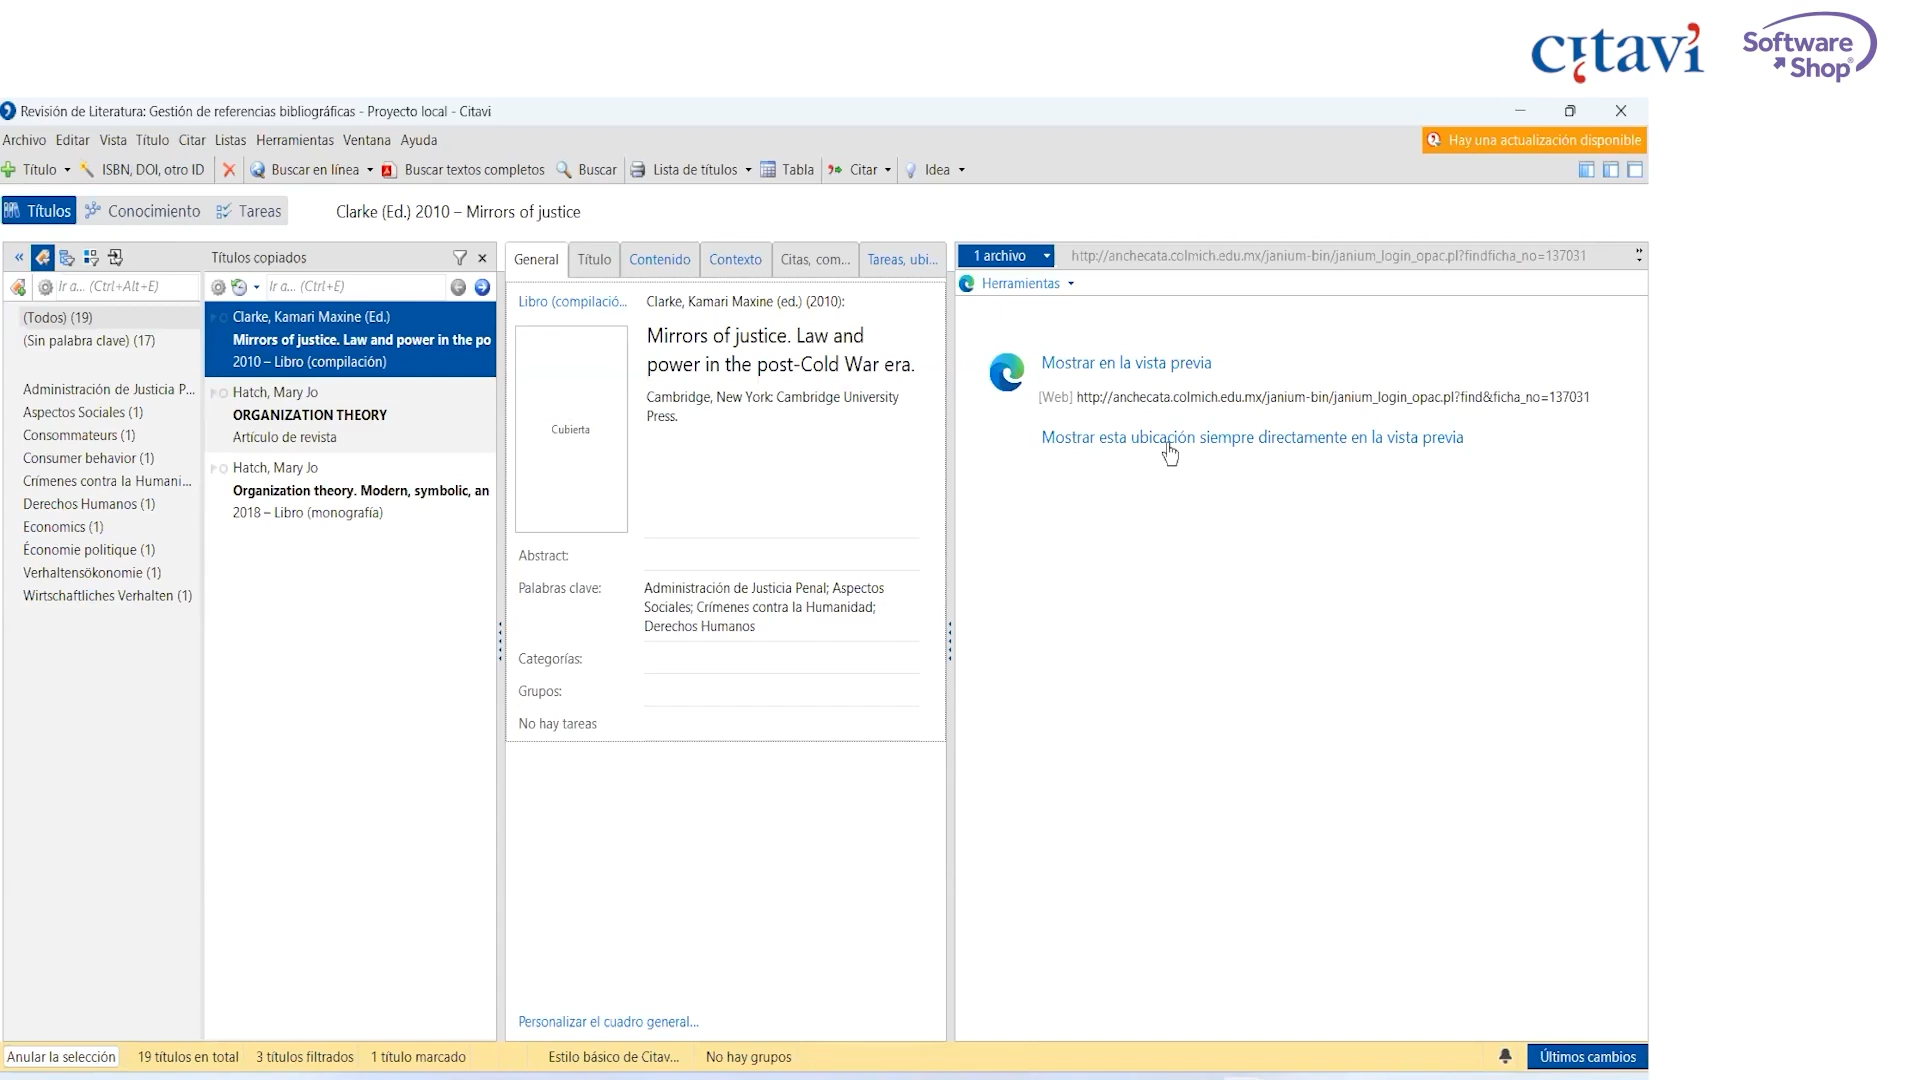 citavi
Software
Shop
Revisión de Literatura: Gestión de referencias bibliográficas - Proyecto local - Citavi
Archivo Editar Vista Título Citar Listas Herramientas Ventana Ayuda
Hay una actualización disponible
Título ISBN, DOI, otro ID Buscar en línea Buscar textos completos Buscar Lista de títulos Tabla Citar Idea
Títulos Conocimiento Tareas Clarke (Ed.) 2010 – Mirrors of justice
Ir a... (Ctrl+Alt+E)
(Todos) (19)
(Sin palabra clave) (17)
Administración de Justicia P...
Aspectos Sociales (1)
Consommateurs (1)
Consumer behavior (1)
Crímenes contra la Humani...
Derechos Humanos (1)
Economics (1)
Économie politique (1)
Verhaltensökonomie (1)
Wirtschaftliches Verhalten (1)
Títulos copiados
Ir a... (Ctrl+E)
Clarke, Kamari Maxine (Ed.)
Mirrors of justice. Law and power in the po
2010 – Libro (compilación)
Hatch, Mary Jo
ORGANIZATION THEORY
Artículo de revista
Hatch, Mary Jo
Organization theory. Modern, symbolic, an
2018 – Libro (monografía)
General Título Contenido Contexto Citas, com... Tareas, ubi...
Libro (compilació... Clarke, Kamari Maxine (ed.) (2010):
Mirrors of justice. Law and
power in the post-Cold War era.
Cambridge, New York: Cambridge University
Press.
Cubierta
Abstract:
Palabras clave: Administración de Justicia Penal; Aspectos
Sociales; Crímenes contra la Humanidad;
Derechos Humanos
Categorías:
Grupos:
No hay tareas
Personalizar el cuadro general...
1 archivo http://anchecata.colmich.edu.mx/janium-bin/janium_login_opac.pl?findficha_no=137031
Herramientas
Mostrar en la vista previa
[Web] http://anchecata.colmich.edu.mx/janium-bin/janium_login_opac.pl?find&ficha_no=137031
Mostrar esta ubicación siempre directamente en la vista previa
Anular la selección 19 títulos en total 3 títulos filtrados 1 título marcado Estilo básico de Citav... No hay grupos Últimos cambios